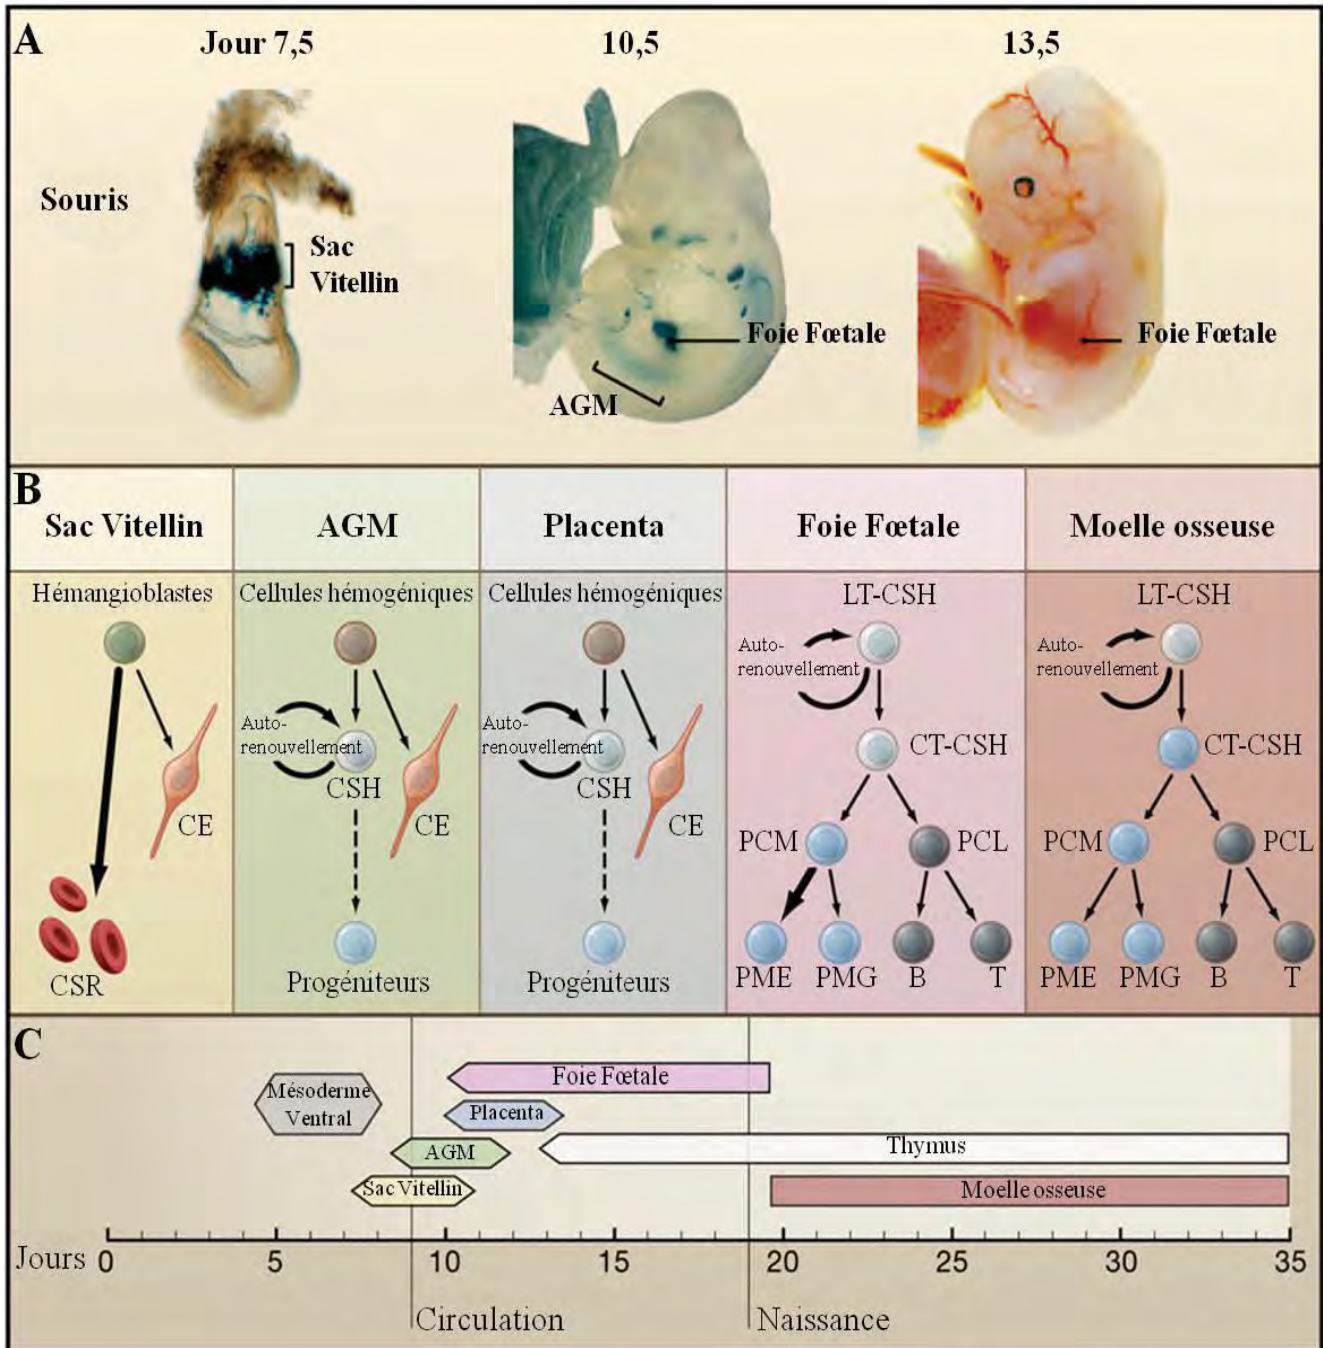 A
Jour 7,5
10,5
13,5
Souris
Sac
Vitellin
Foie Fœtale
AGM
Foie Fœtale
B
Sac Vitellin
AGM
Placenta
Foie Fœtale
Moelle osseuse
Hémangioblastes
CE
CSR
Cellules hémogéniques
Auto-
renouvellement
CSH
CE
Progéniteurs
Cellules hémogéniques
Auto-
renouvellement
CSH
CE
Progéniteurs
LT-CSH
Auto-
renouvellement
CT-CSH
PCM
PCL
PME
PMG
B
T
LT-CSH
Auto-
renouvellement
CT-CSH
PCM
PCL
PME
PMG
B
T
C
Foie Fœtale
Mésoderme
Ventral
Placenta
AGM
Thymus
Sac Vitellin
Moelle osseuse
Jours 0 5 10 15 20 25 30 35
Circulation
Naissance